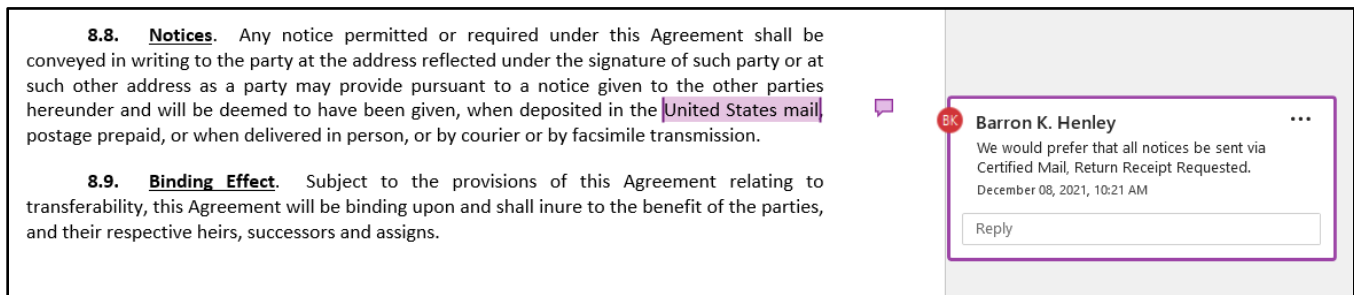 8.8. Notices. Any notice permitted or required under this Agreement shall be
conveyed in writing to the party at the address reflected under the signature of such party or at
such other address as a party may provide pursuant to a notice given to the other parties
hereunder and will be deemed to have been given, when deposited in the United States mail,
postage prepaid, or when delivered in person, or by courier or by facsimile transmission.
8.9. Binding Effect. Subject to the provisions of this Agreement relating to
transferability, this Agreement will be binding upon and shall inure to the benefit of the parties,
and their respective heirs, successors and assigns.
BK
Barron K. Henley
We would prefer that all notices be sent via
Certified Mail, Return Receipt Requested.
December 08, 2021, 10:21 AM
Reply